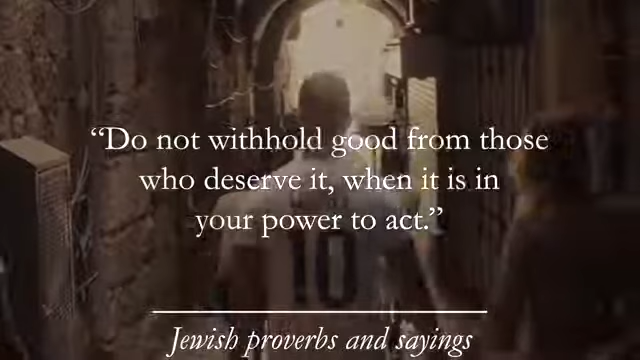 “Do not withhold good from those
who deserve it, when it is in
your power to act.”
10
Jewish proverbs and sayings